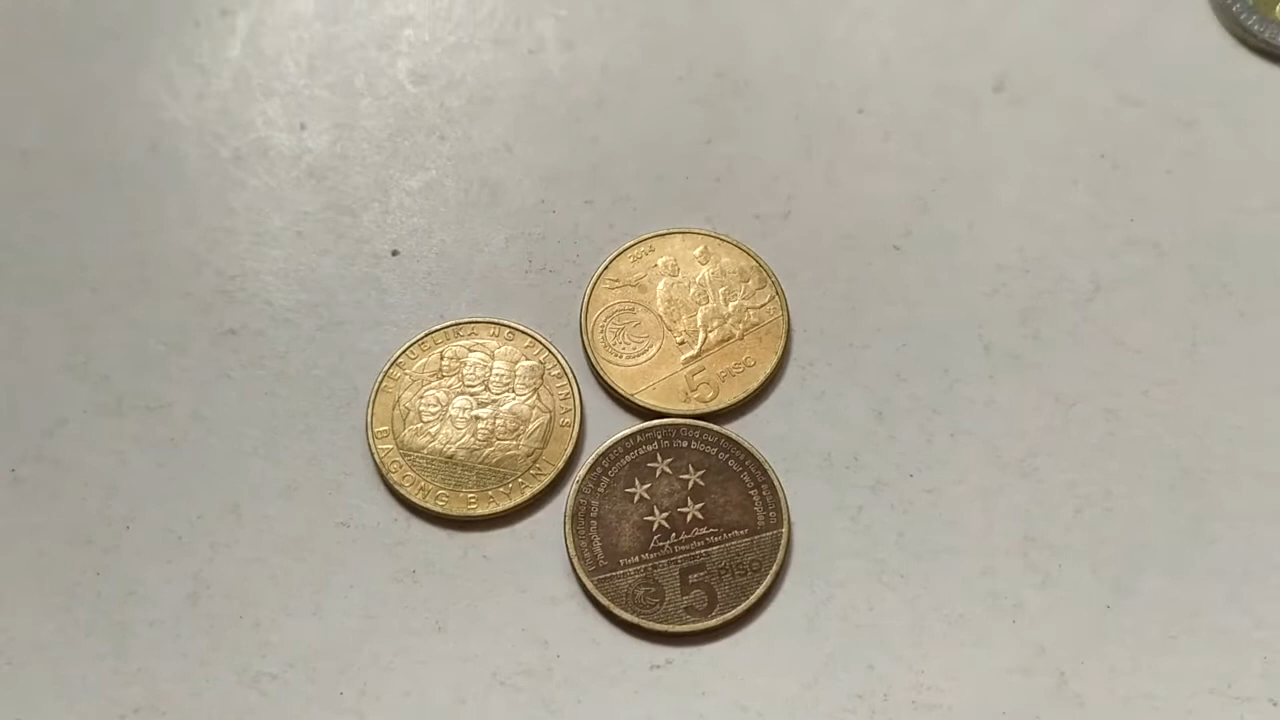 2014
5 PISO
REPUBLIKA NG PILIPINAS
BAGONG BAYANI
I have returned. By the grace of Almighty God our forces stand again on
Philippine soil - soil consecrated in the blood of our two peoples.
Field Marshal Douglas MacArthur
5 PISO